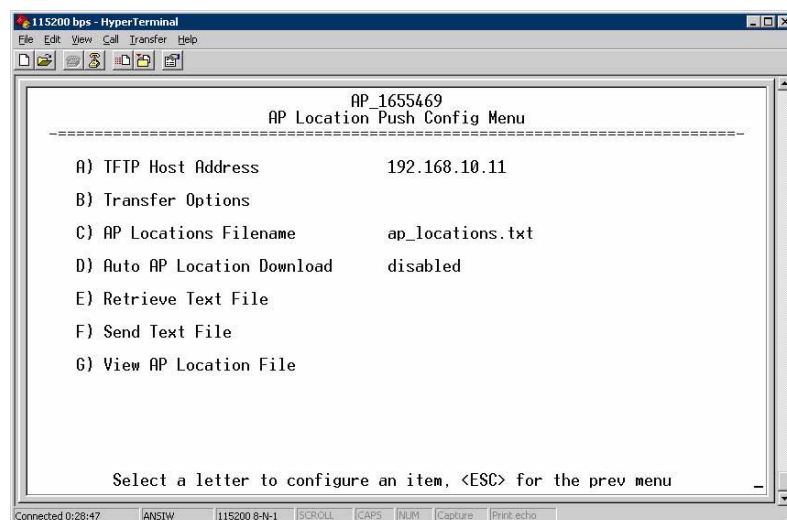 115200 bps - HyperTerminal
File Edit View Call Transfer Help
AP_1655469
AP Location Push Config Menu
-==========================================================================-
A) TFTP Host Address 192.168.10.11
B) Transfer Options
C) AP Locations Filename ap_locations.txt
D) Auto AP Location Download disabled
E) Retrieve Text File
F) Send Text File
G) View AP Location File
Select a letter to configure an item, <ESC> for the prev menu _
Connected 0:28:47 ANSIW 115200 8-N-1 SCROLL CAPS NUM Capture Print echo